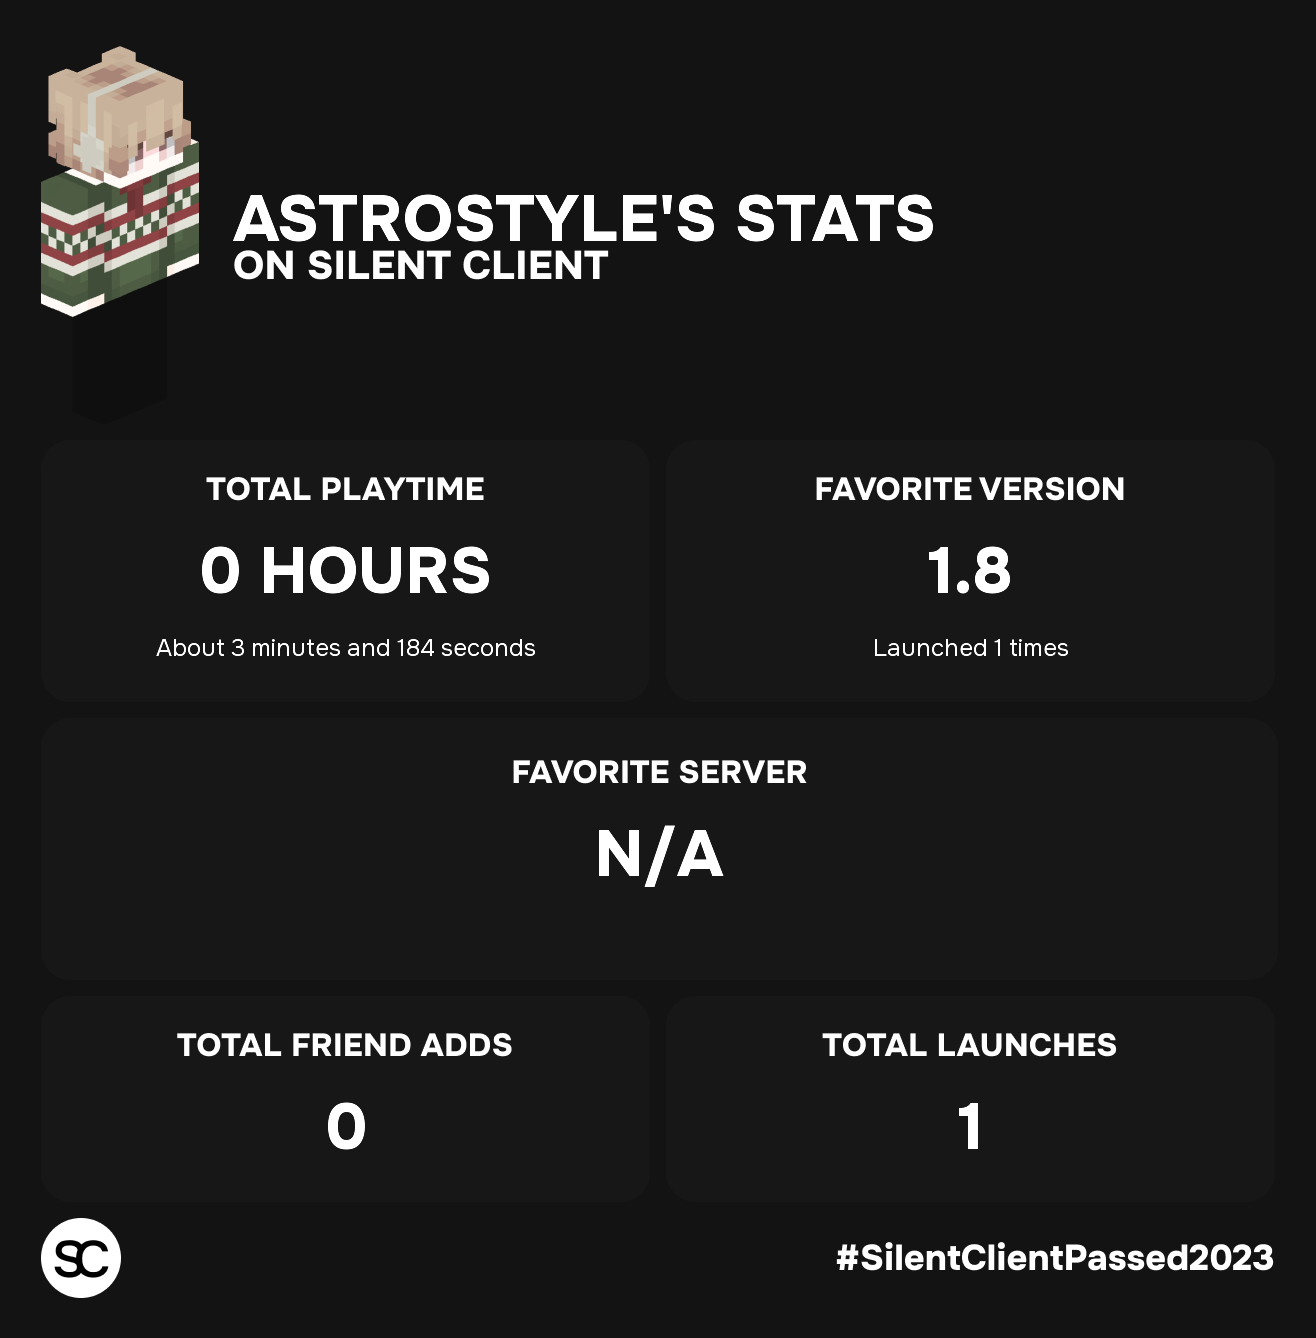 ASTROSTYLE'S STATS
ON SILENT CLIENT
TOTAL PLAYTIME
0 HOURS
About 3 minutes and 184 seconds
FAVORITE VERSION
1.8
Launched 1 times
FAVORITE SERVER
N/A
TOTAL FRIEND ADDS
0
TOTAL LAUNCHES
1
SC
#SilentClientPassed2023